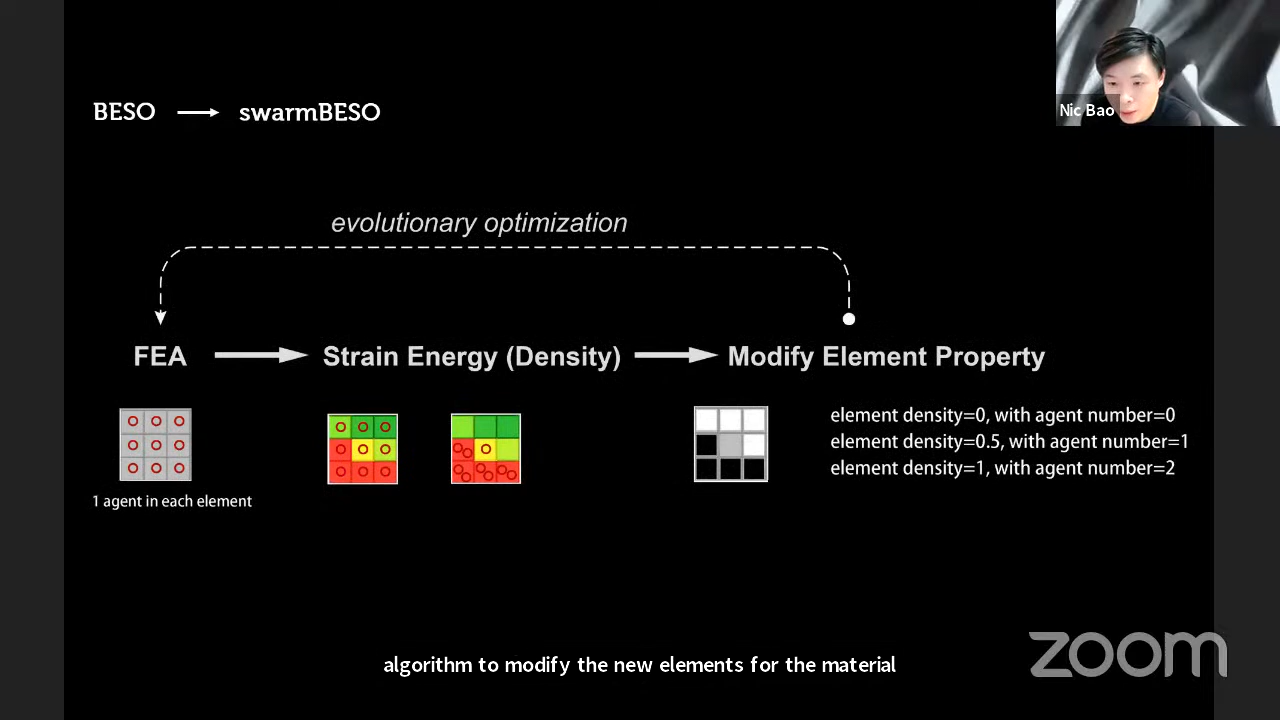 Nic Bao
BESO → swarmBESO
evolutionary optimization
FEA
Strain Energy (Density)
Modify Element Property
element density=0, with agent number=0
element density=0.5, with agent number=1
element density=1, with agent number=2
1 agent in each element
zoom
algorithm to modify the new elements for the material